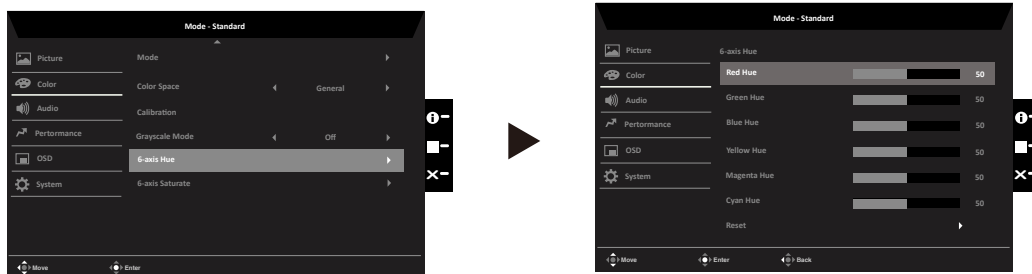 Mode - Standard
Picture
Color
Audio
Pertormance
OSD
System
Mode
Color Space General
Calibration
Grayscale Mode Off
6-axis Hue
6-axis Saturate
Move Enter
Mode - Standard
Picture
Color
Audio
Pertormance
OSD
System
6-axis Hue
Red Hue 50
Green Hue 50
Blue Hue 50
Yellow Hue 50
Magenta Hue 50
Cyan Hue 50
Reset
Move Enter Back